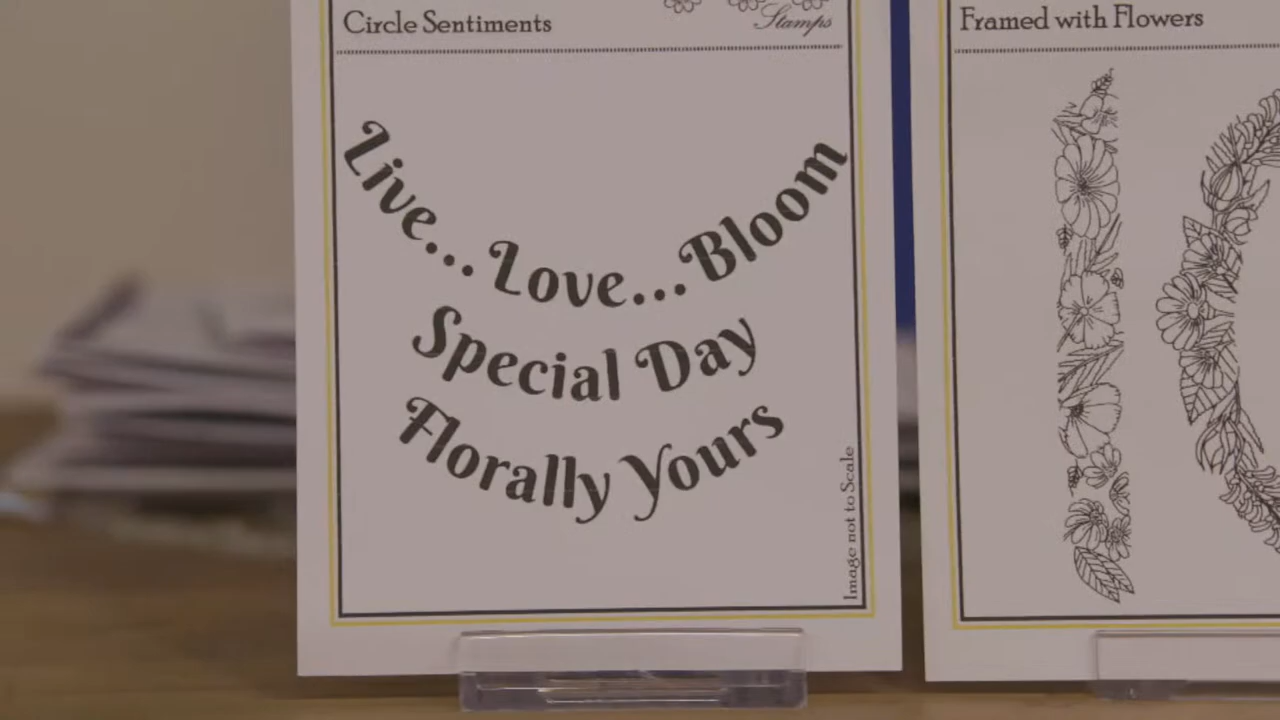 Circle Sentiments
Stamps
Live...Love...Bloom
Special Day
Florally Yours
Image not to Scale
Framed with Flowers